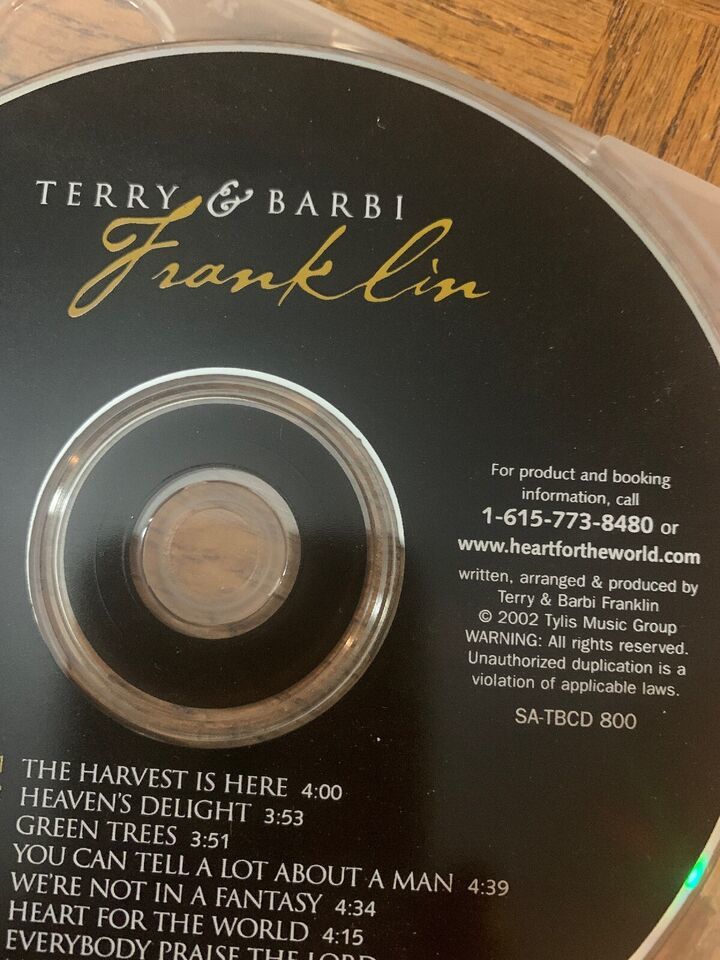 TERRY & BARBI
Franklin
For product and booking
information, call
1-615-773-8480 or
www.heartfortheworld.com
written, arranged & produced by
Terry & Barbi Franklin
© 2002 Tylis Music Group
WARNING: All rights reserved.
Unauthorized duplication is a
violation of applicable laws.
SA-TBCD 800
THE HARVEST IS HERE 4:00
HEAVEN'S DELIGHT 3:53
GREEN TREES 3:51
YOU CAN TELL A LOT ABOUT A MAN 4:39
WE'RE NOT IN A FANTASY 4:34
HEART FOR THE WORLD 4:15
EVERYBODY PRAISE THE LORD